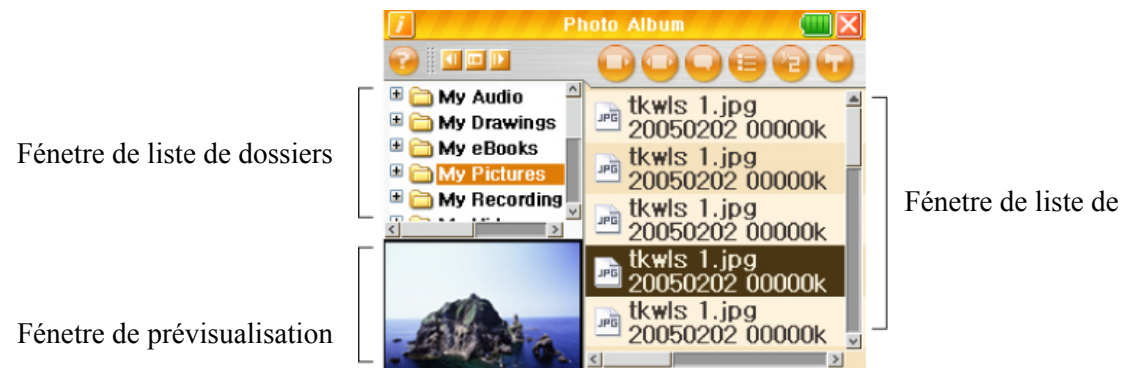 Photo Album
My Audio
My Drawings
My eBooks
My Pictures
My Recording
tkwls 1.jpg
20050202 00000k
tkwls 1.jpg
20050202 00000k
tkwls 1.jpg
20050202 00000k
tkwls 1.jpg
20050202 00000k
tkwls 1.jpg
20050202 00000k
Fénetre de liste de dossiers
Fénetre de prévisualisation
Fénetre de liste de